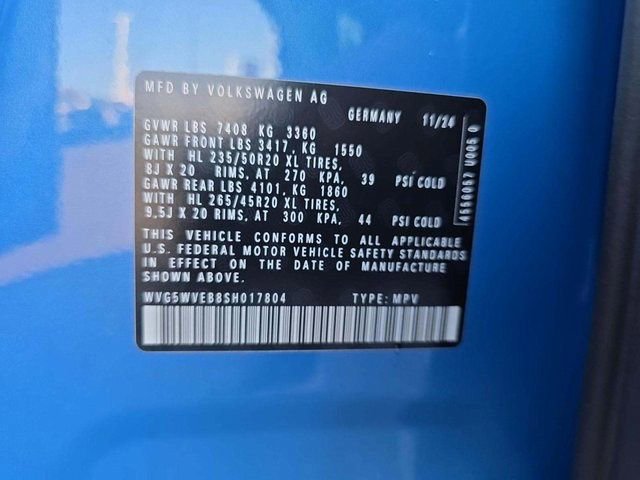 MFD BY VOLKSWAGEN AG
GERMANY 11/24
GVWR LBS 7408 KG 3360
GAWR FRONT LBS 3417, KG 1550
WITH HL 235/50R20 XL TIRES,
8J X 20 RIMS, AT 270 KPA, 39 PSI COLD
GAWR REAR LBS 4101, KG 1860
WITH HL 265/45R20 XL TIRES,
9,5J X 20 RIMS, AT 300 KPA, 44 PSI COLD
THIS VEHICLE CONFORMS TO ALL APPLICABLE
U.S. FEDERAL MOTOR VEHICLE SAFETY STANDARDS
IN EFFECT ON THE DATE OF MANUFACTURE
SHOWN ABOVE.
WVG5WVEB8SH017804 TYPE: MPV
4556057 U005 0